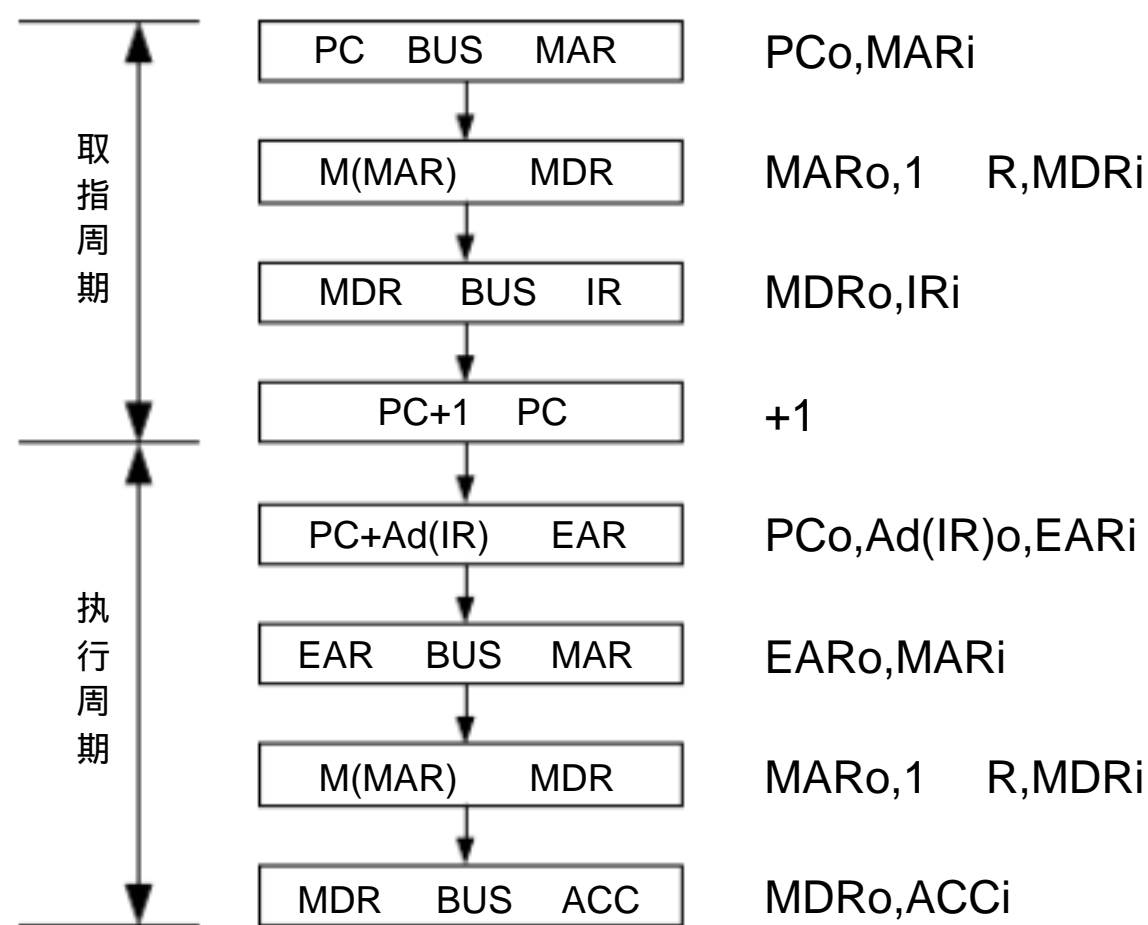 PC BUS MAR PCo,MARi
M(MAR) MDR MARo,1 R,MDRi
MDR BUS IR MDRo,IRi
PC+1 PC +1
取指周期
PC+Ad(IR) EAR PCo,Ad(IR)o,EARi
EAR BUS MAR EARo,MARi
M(MAR) MDR MARo,1 R,MDRi
MDR BUS ACC MDRo,ACCi
执行周期